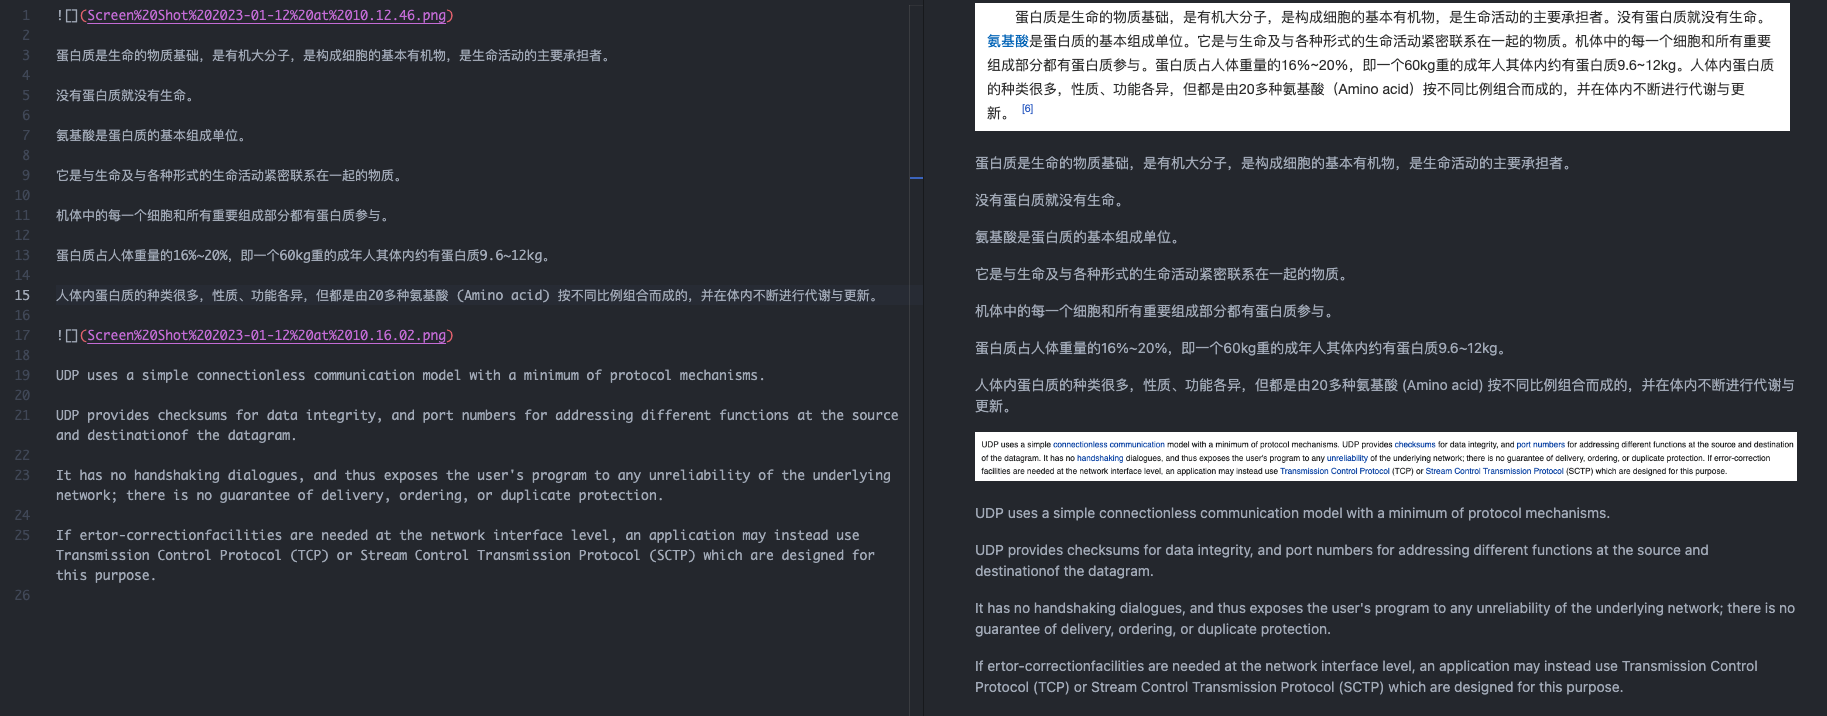 1 ![](Screen%20Shot%202023-01-12%20at%2010.12.46.png)
2
3 蛋白质是生命的物质基础，是有机大分子，是构成细胞的基本有机物，是生命活动的主要承担者。
4
5 没有蛋白质就没有生命。
6
7 氨基酸是蛋白质的基本组成单位。
8
9 它是与生命及与各种形式的生命活动紧密联系在一起的物质。
10
11 机体中的每一个细胞和所有重要组成部分都有蛋白质参与。
12
13 蛋白质占人体重量的16%~20%，即一个60kg重的成年人其体内约有蛋白质9.6~12kg。
14
15 人体内蛋白质的种类很多，性质、功能各异，但都是由20多种氨基酸 (Amino acid) 按不同比例组合而成的，并在体内不断进行代谢与更新。
16
17 ![](Screen%20Shot%202023-01-12%20at%2010.16.02.png)
18
19 UDP uses a simple connectionless communication model with a minimum of protocol mechanisms.
20
21 UDP provides checksums for data integrity, and port numbers for addressing different functions at the source
and destinationof the datagram.
22
23 It has no handshaking dialogues, and thus exposes the user's program to any unreliability of the underlying
network; there is no guarantee of delivery, ordering, or duplicate protection.
24
25 If ertor-correctionfacilities are needed at the network interface level, an application may instead use
Transmission Control Protocol (TCP) or Stream Control Transmission Protocol (SCTP) which are designed for
this purpose.
26
蛋白质是生命的物质基础，是有机大分子，是构成细胞的基本有机物，是生命活动的主要承担者。没有蛋白质就没有生命。
氨基酸是蛋白质的基本组成单位。它是与生命及与各种形式的生命活动紧密联系在一起的物质。机体中的每一个细胞和所有重要
组成部分都有蛋白质参与。蛋白质占人体重量的16%~20%，即一个60kg重的成年人其体内约有蛋白质9.6~12kg。人体内蛋白质
的种类很多，性质、功能各异，但都是由20多种氨基酸（Amino acid）按不同比例组合而成的，并在体内不断进行代谢与更
新。 [6]
蛋白质是生命的物质基础，是有机大分子，是构成细胞的基本有机物，是生命活动的主要承担者。
没有蛋白质就没有生命。
氨基酸是蛋白质的基本组成单位。
它是与生命及与各种形式的生命活动紧密联系在一起的物质。
机体中的每一个细胞和所有重要组成部分都有蛋白质参与。
蛋白质占人体重量的16%~20%，即一个60kg重的成年人其体内约有蛋白质9.6~12kg。
人体内蛋白质的种类很多，性质、功能各异，但都是由20多种氨基酸 (Amino acid) 按不同比例组合而成的，并在体内不断进行代谢与
更新。
UDP uses a simple connectionless communication model with a minimum of protocol mechanisms. UDP provides checksums for data integrity, and port numbers for addressing different functions at the source and destination
of the datagram. It has no handshaking dialogues, and thus exposes the user's program to any unreliability of the underlying network; there is no guarantee of delivery, ordering, or duplicate protection. If error-correction
facilities are needed at the network interface level, an application may instead use Transmission Control Protocol (TCP) or Stream Control Transmission Protocol (SCTP) which are designed for this purpose.
UDP uses a simple connectionless communication model with a minimum of protocol mechanisms.
UDP provides checksums for data integrity, and port numbers for addressing different functions at the source and
destinationof the datagram.
It has no handshaking dialogues, and thus exposes the user's program to any unreliability of the underlying network; there is no
guarantee of delivery, ordering, or duplicate protection.
If ertor-correctionfacilities are needed at the network interface level, an application may instead use Transmission Control
Protocol (TCP) or Stream Control Transmission Protocol (SCTP) which are designed for this purpose.